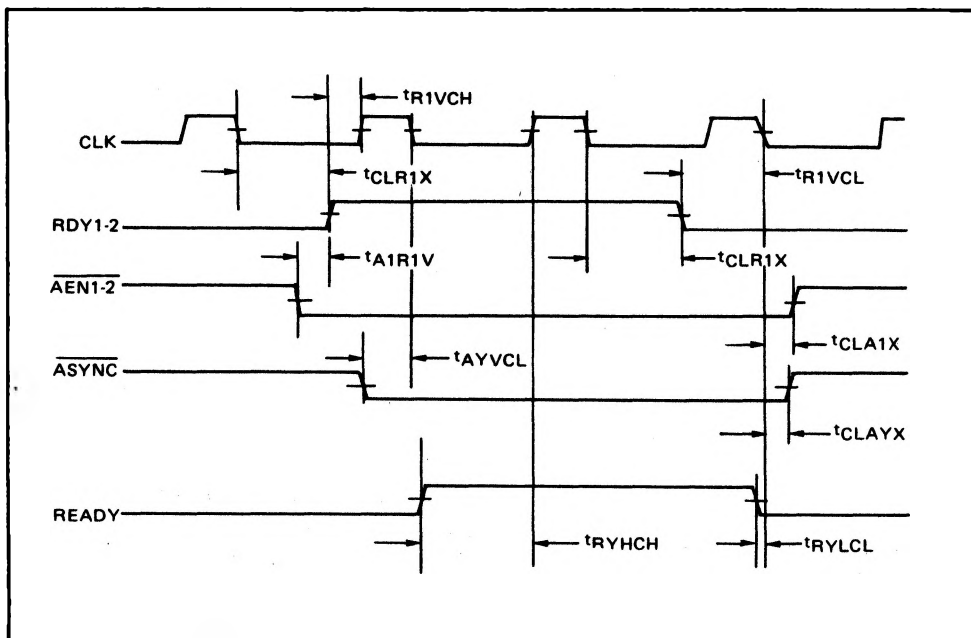 tR1VCH
CLK
tCLR1X
tR1VCL
RDY1-2
tA1R1V
tCLR1X
AEN1-2
tCLA1X
ASYNC
tAYVCL
tCLAYX
READY
tRYHCH
tRYLCL